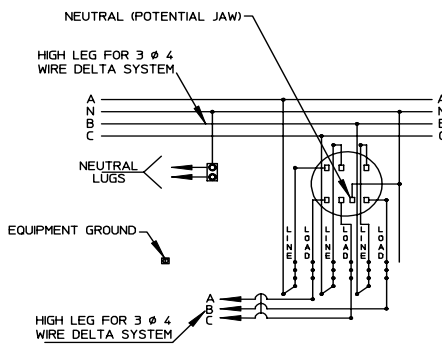 NEUTRAL (POTENTIAL JAW)
HIGH LEG FOR 3 Ø 4
WIRE DELTA SYSTEM
A A
N N
B B
C C
NEUTRAL
LUGS
EQUIPMENT GROUND
LINE LOAD LINE LOAD LINE LOAD
A
B
C
HIGH LEG FOR 3 Ø 4
WIRE DELTA SYSTEM